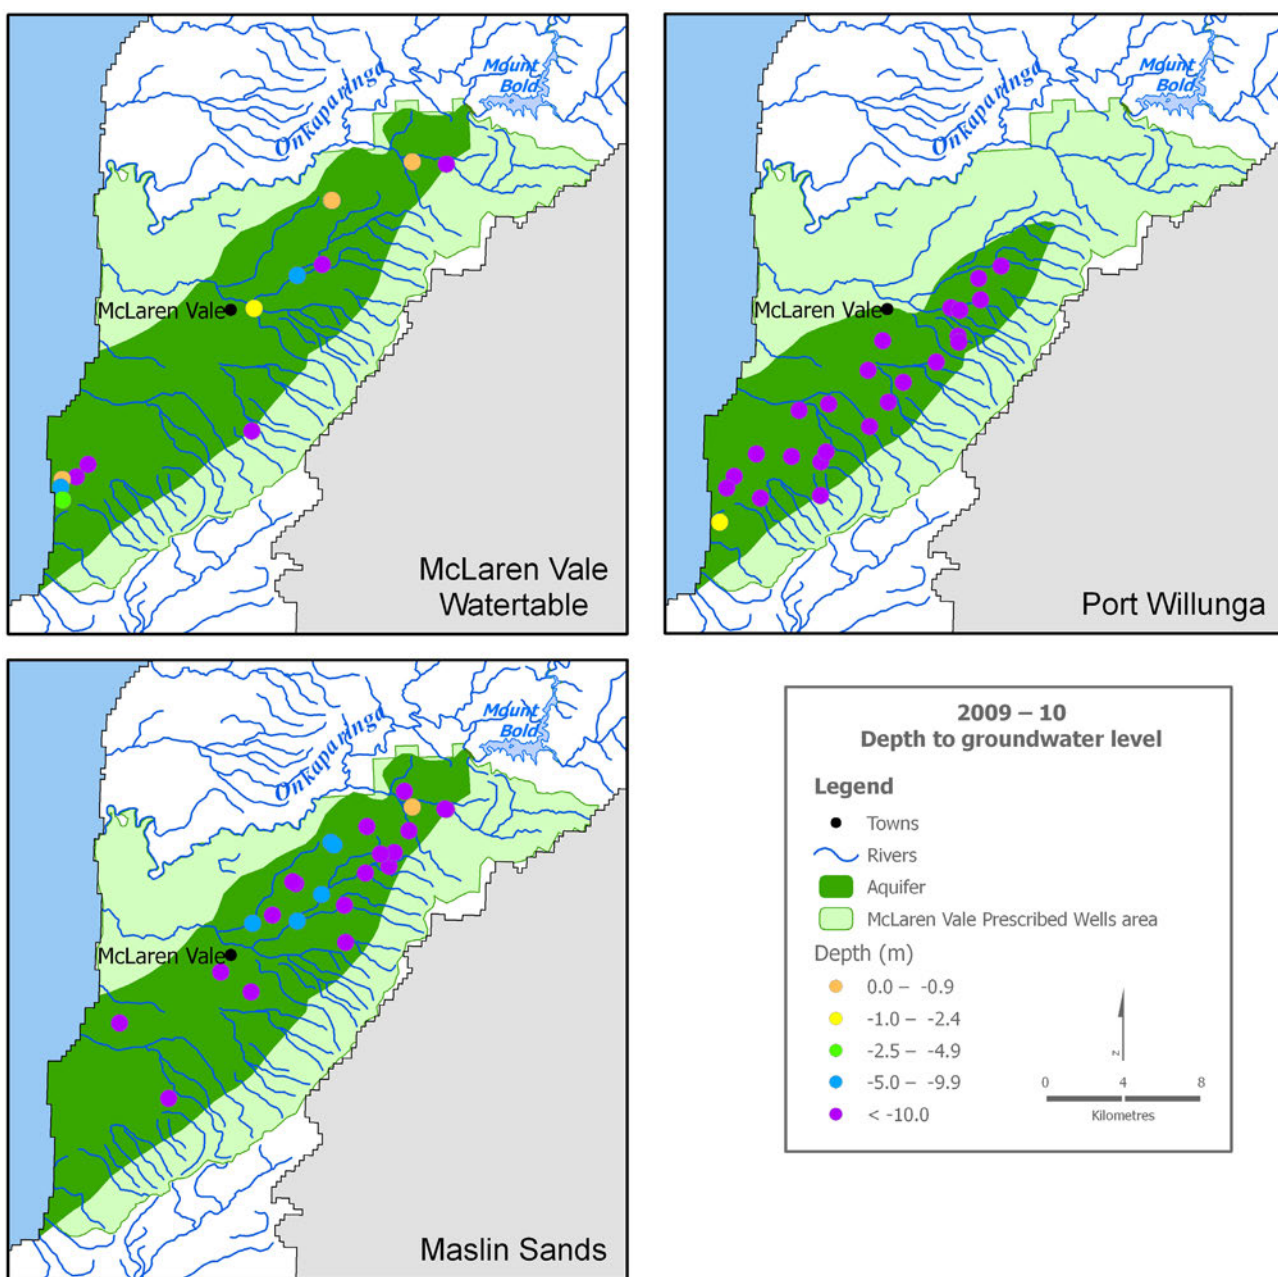 Mount
Bold
Onkaparinga
McLaren Vale
McLaren Vale
Watertable
Mount
Bold
Onkaparinga
McLaren Vale
Port Willunga
Mount
Bold
Onkaparinga
McLaren Vale
Maslin Sands
2009 – 10
Depth to groundwater level
Legend
Towns
Rivers
Aquifer
McLaren Vale Prescribed Wells area
Depth (m)
0.0 – -0.9
-1.0 – -2.4
-2.5 – -4.9
-5.0 – -9.9
< -10.0
N
0 4 8
Kilometres